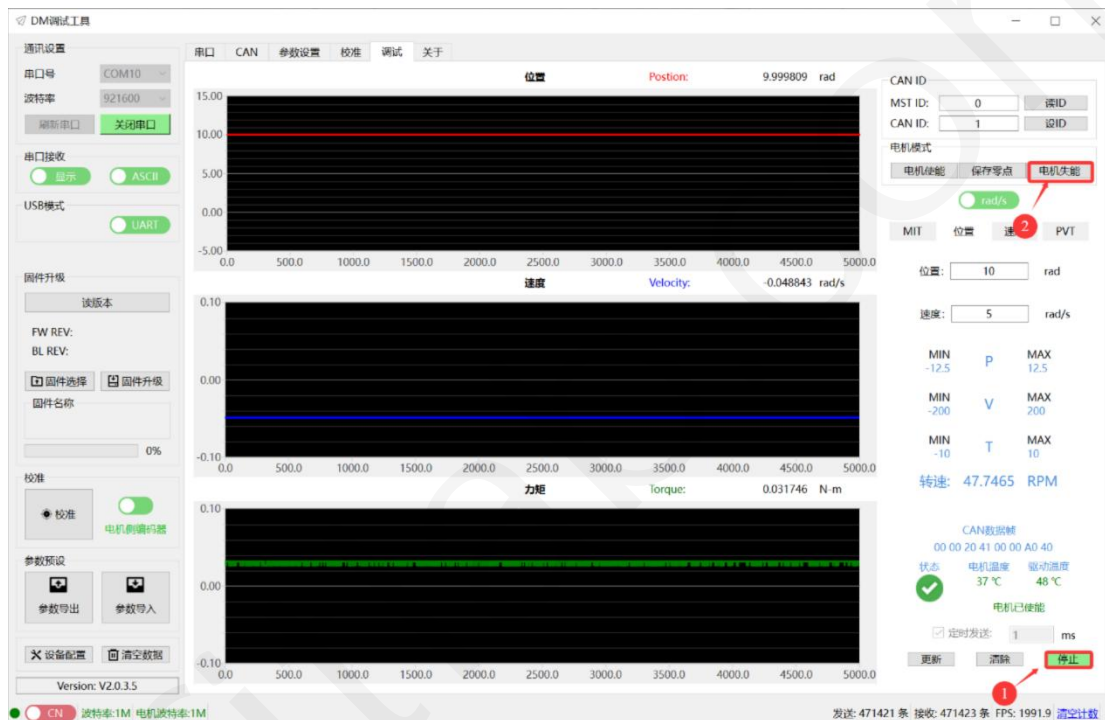 DM调试工具
通讯设置
串口号 COM10
波特率 921600
刷新串口 关闭串口
串口接收
显示 ASCII
USB模式
UART
固件升级
读版本
FW REV:
BL REV:
固件选择 固件升级
固件名称
0%
校准
校准
电机侧编码器
参数预设
参数导出 参数导入
设备配置 清空数据
Version: V2.0.3.5
CN 波特率:1M 电机波特率:1M
串口 CAN 参数设置 校准 调试 关于
位置 Postion: 9.999809 rad
15.00
10.00
5.00
0.00
-5.00
0.0 500.0 1000.0 1500.0 2000.0 2500.0 3000.0 3500.0 4000.0 4500.0 5000.0
速度 Velocity: -0.048843 rad/s
0.10
0.00
-0.10
0.0 500.0 1000.0 1500.0 2000.0 2500.0 3000.0 3500.0 4000.0 4500.0 5000.0
力矩 Torque: 0.031746 N-m
0.10
0.00
-0.10
0.0 500.0 1000.0 1500.0 2000.0 2500.0 3000.0 3500.0 4000.0 4500.0 5000.0
CAN ID
MST ID: 0 读ID
CAN ID: 1 设ID
电机模式
电机使能 保存零点 电机失能
rad/s
2
MIT 位置 速 PVT
位置: 10 rad
速度: 5 rad/s
MIN P MAX
-12.5 12.5
MIN V MAX
-200 200
MIN T MAX
-10 10
转速: 47.7465 RPM
CAN数据帧
00 00 20 41 00 00 A0 40
状态 电机温度 驱动温度
37 ℃ 48 ℃
电机已使能
定时发送: 1 ms
更新 清除 停止
1
发送: 471421 条 接收: 471423 条 FPS: 1991.9 清空计数